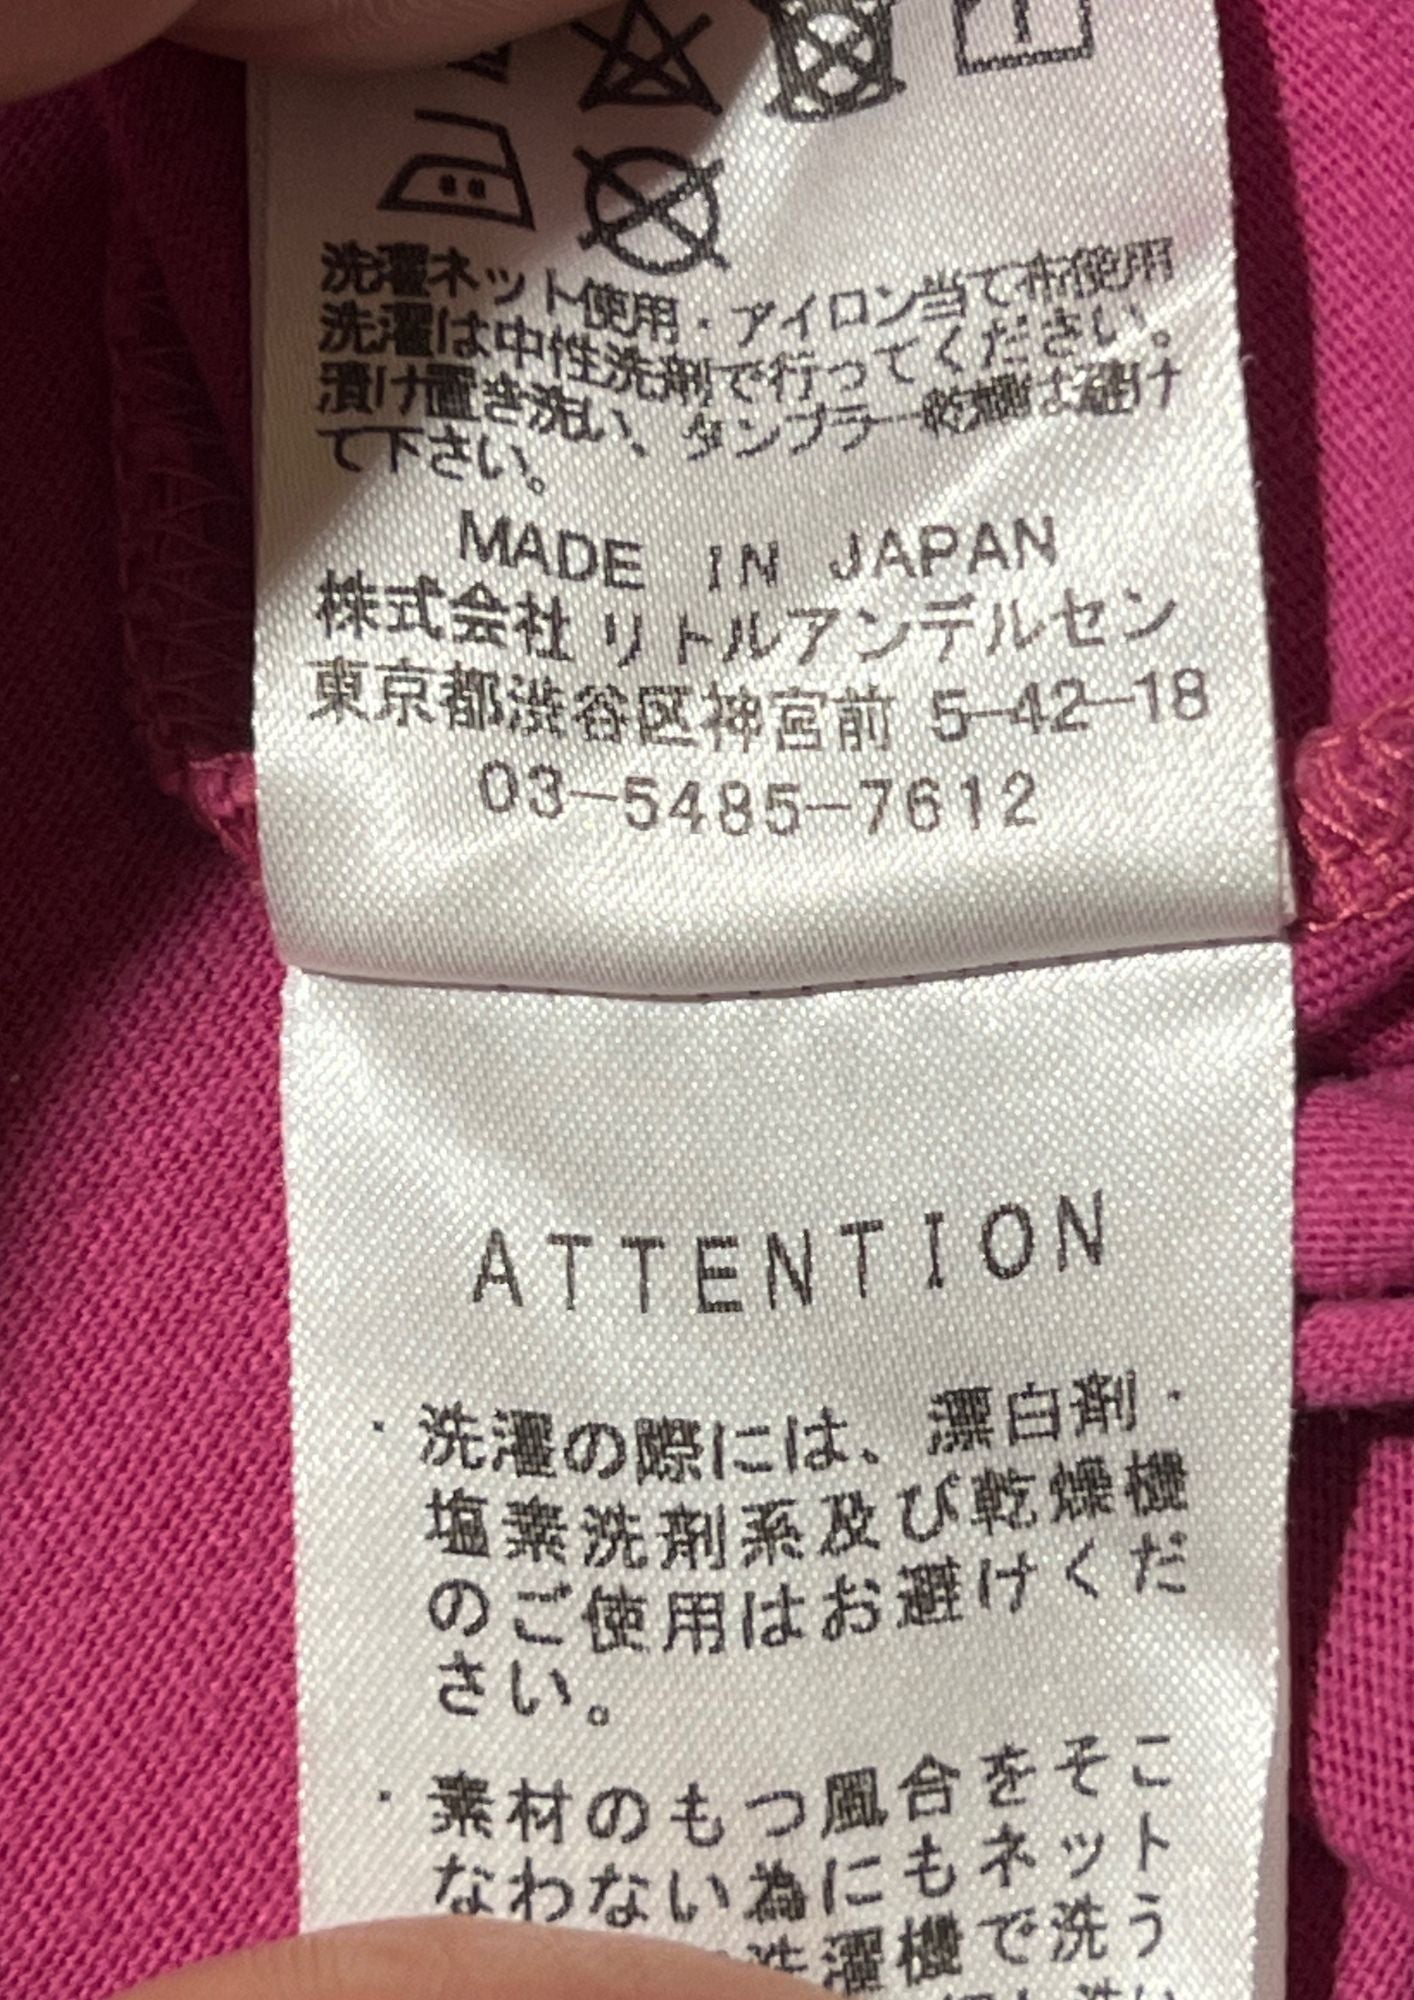 洗濯ネット使用・アイロン当て布使用
洗濯は中性洗剤で行ってください。
漬け置き洗い、タンブラー乾燥は避け
て下さい。
MADE IN JAPAN
株式会社リトルアンデルセン
東京都渋谷区神宮前 5-42-18
03-5485-7612
ATTENTION
・洗濯の際には、漂白剤・
塩素洗剤系及び乾燥機
のご使用はお避けくだ
さい。
・素材のもつ風合をそこ
なわない為にもネット
洗濯機で洗う